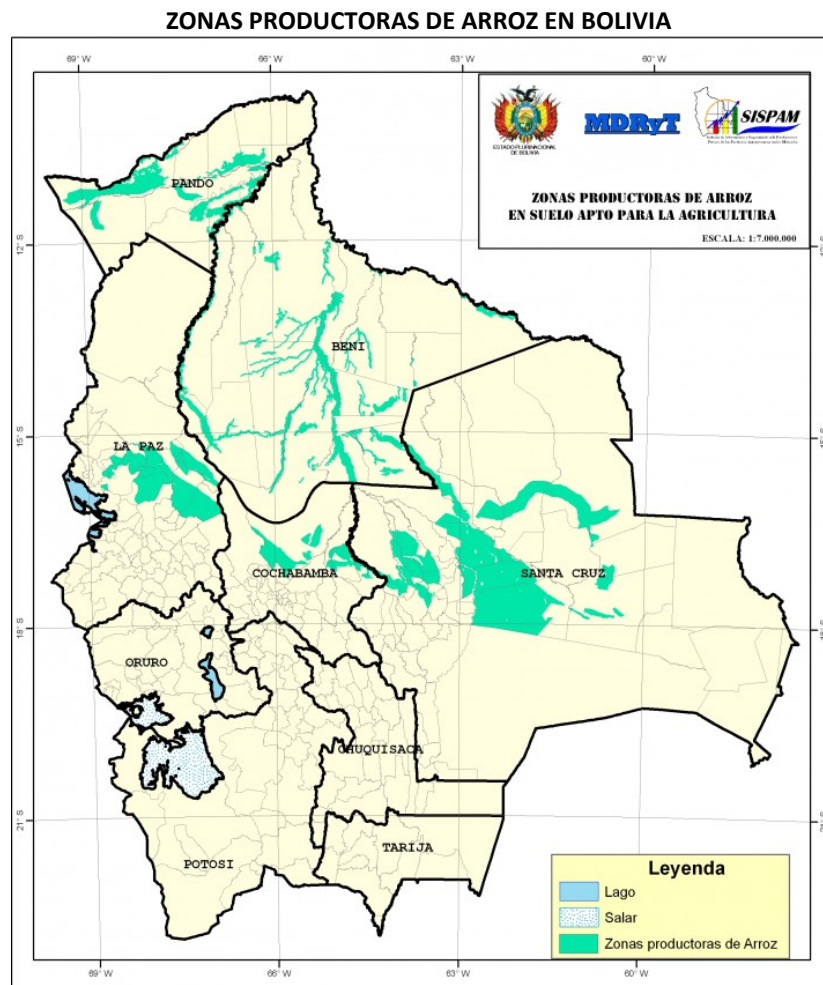 ZONAS PRODUCTORAS DE ARROZ EN BOLIVIA
69° W 66° W 63° W 60° W
ESTADO PLURINACIONAL
DE BOLIVIA
MDRyT
SISPAM
ZONAS PRODUCTORAS DE ARROZ
EN SUELO APTO PARA LA AGRICULTURA
ESCALA: 1:7.000.000
PANDO
12° S
BENI
15° S
LA PAZ
COCHABAMBA
SANTA CRUZ
18° S
ORURO
CHUQUISACA
21° S
TARIJA
POTOSI
Leyenda
Lago
Salar
Zonas productoras de Arroz
69° W 66° W 63° W 60° W